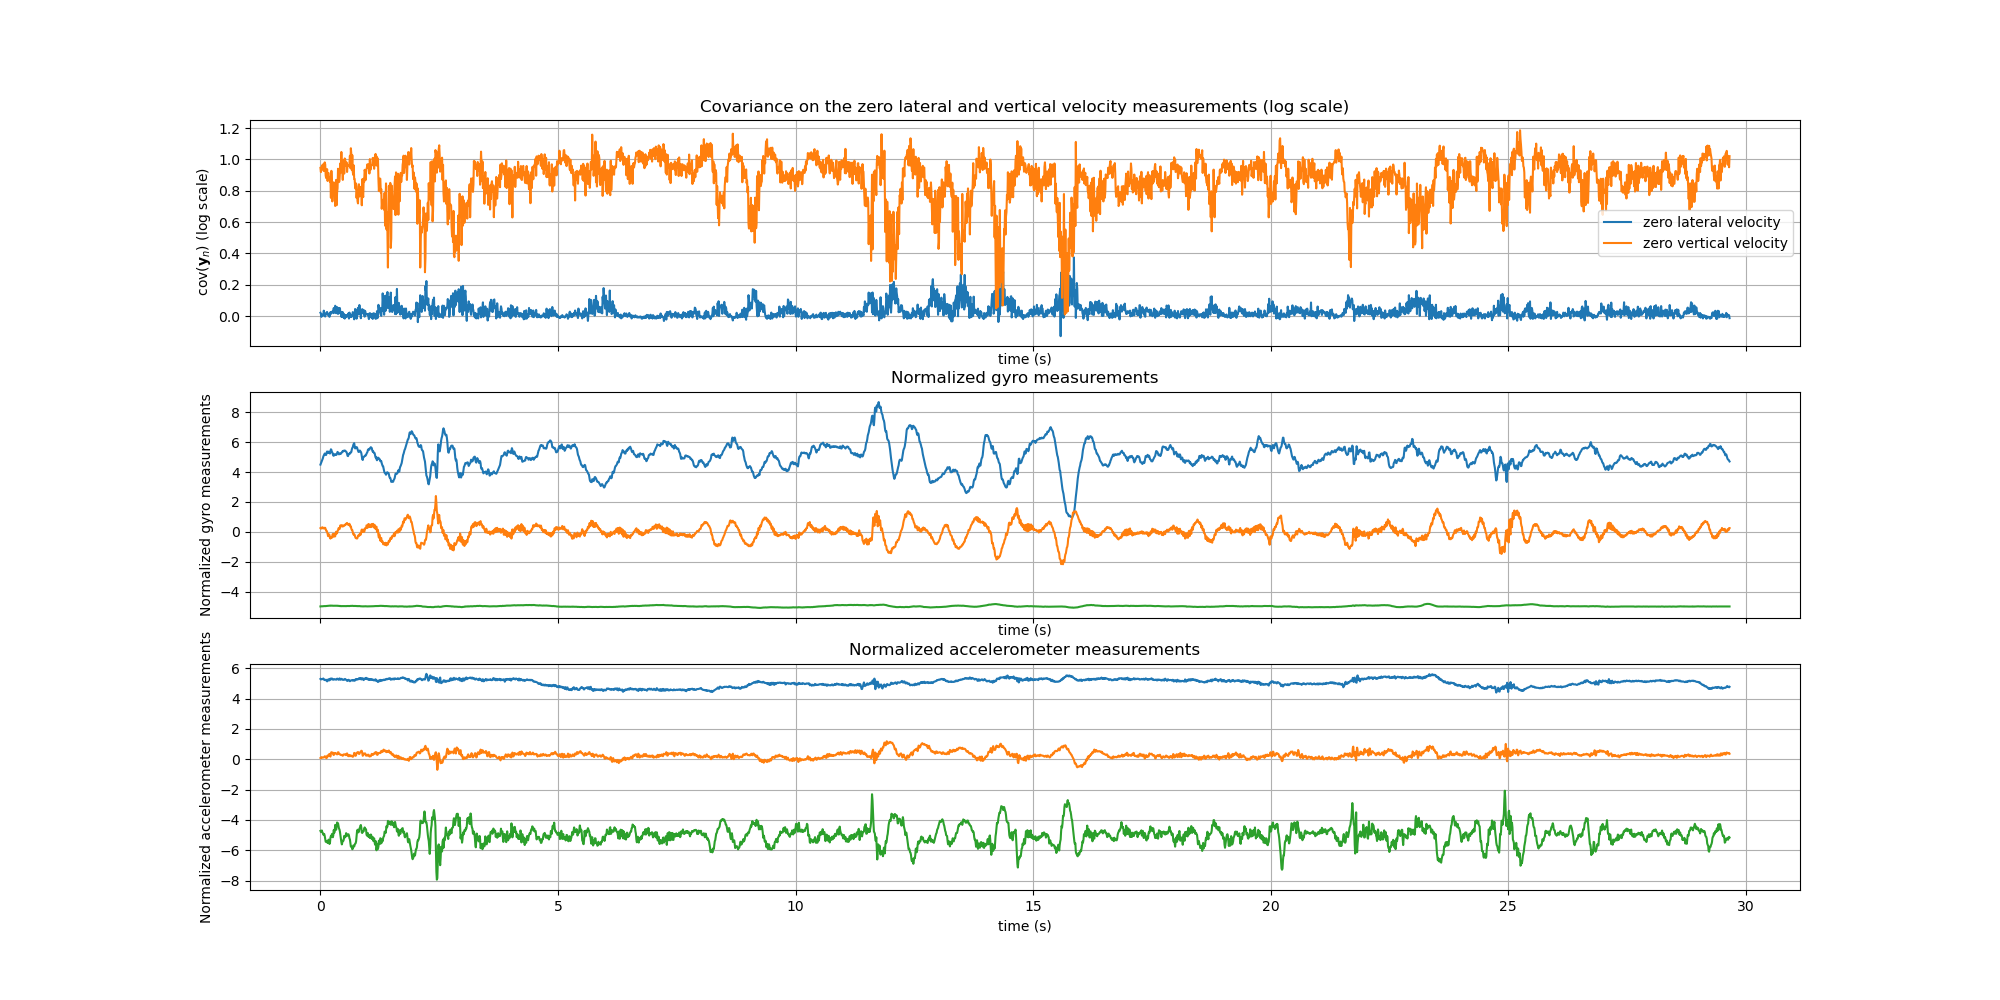 Covariance on the zero lateral and vertical velocity measurements (log scale)
cov(𝐲ₙ) (log scale)
1.2
1.0
0.8
0.6
0.4
0.2
0.0
zero lateral velocity
zero vertical velocity
time (s)
Normalized gyro measurements
Normalized gyro measurements
8
6
4
2
0
−2
−4
time (s)
Normalized accelerometer measurements
Normalized accelerometer measurements
6
4
2
0
−2
−4
−6
−8
0 5 10 15 20 25 30
time (s)